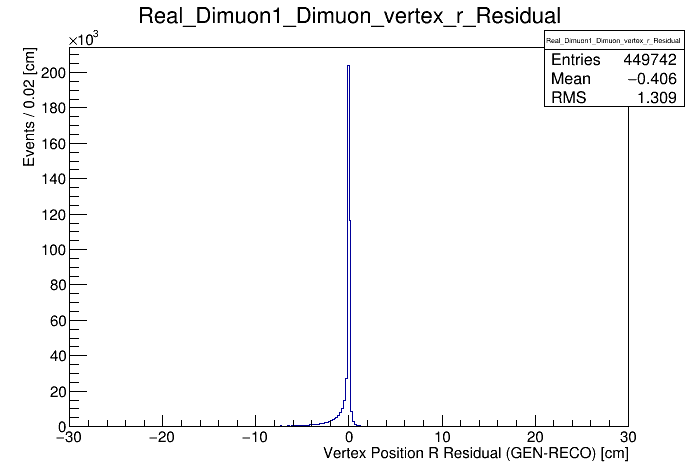 Real_Dimuon1_Dimuon_vertex_r_Residual
×10³
Real_Dimuon1_Dimuon_vertex_r_Residual
Entries 449742
Mean −0.406
RMS 1.309
Events / 0.02 [cm]
200
180
160
140
120
100
80
60
40
20
0
−30 −20 −10 0 10 20 30
Vertex Position R Residual (GEN-RECO) [cm]